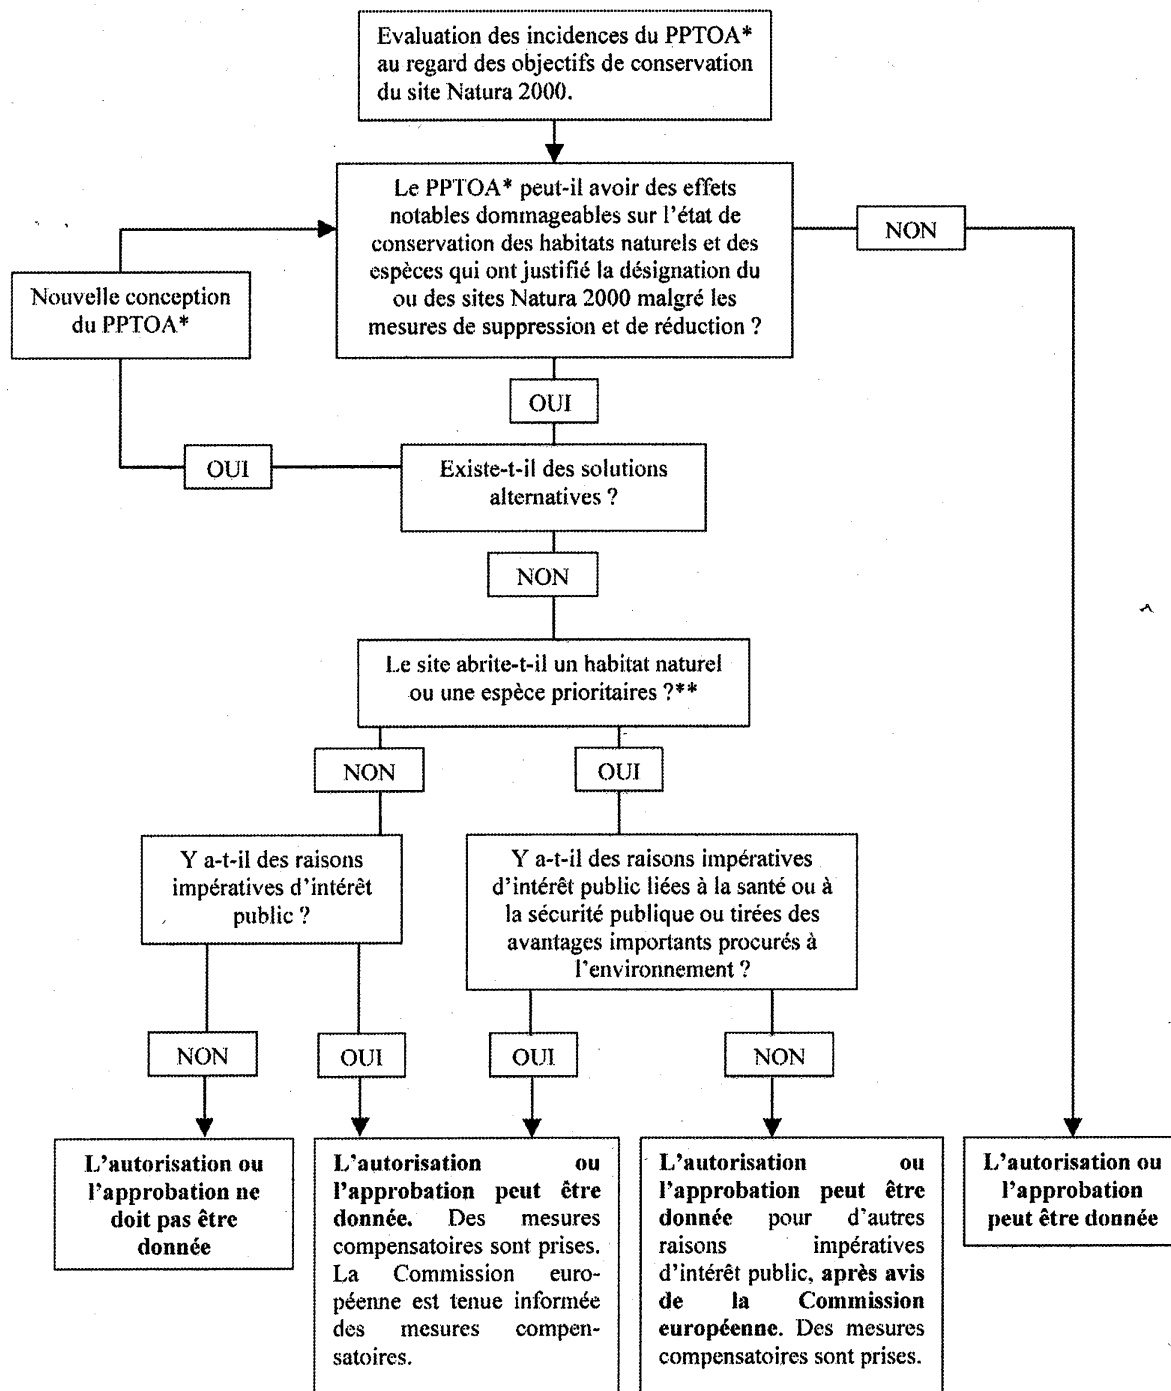 Evaluation des incidences du PPTOA*
au regard des objectifs de conservation
du site Natura 2000.
Le PPTOA* peut-il avoir des effets
notables dommageables sur l'état de
conservation des habitats naturels et des
espèces qui ont justifié la désignation du
ou des sites Natura 2000 malgré les
mesures de suppression et de réduction ?
NON
Nouvelle conception
du PPTOA*
OUI
OUI
Existe-t-il des solutions
alternatives ?
NON
Le site abrite-t-il un habitat naturel
ou une espèce prioritaires ?**
NON
OUI
Y a-t-il des raisons
impératives d'intérêt
public ?
Y a-t-il des raisons impératives
d'intérêt public liées à la santé ou à
la sécurité publique ou tirées des
avantages importants procurés à
l'environnement ?
NON
OUI
OUI
NON
L'autorisation ou
l'approbation ne
doit pas être
donnée
L'autorisation ou
l'approbation peut être
donnée. Des mesures
compensatoires sont prises.
La Commission euro-
péenne est tenue informée
des mesures compen-
satoires.
L'autorisation ou
l'approbation peut être
donnée pour d'autres
raisons impératives
d'intérêt public, après avis
de la Commission
européenne. Des mesures
compensatoires sont prises.
L'autorisation ou
l'approbation
peut être donnée